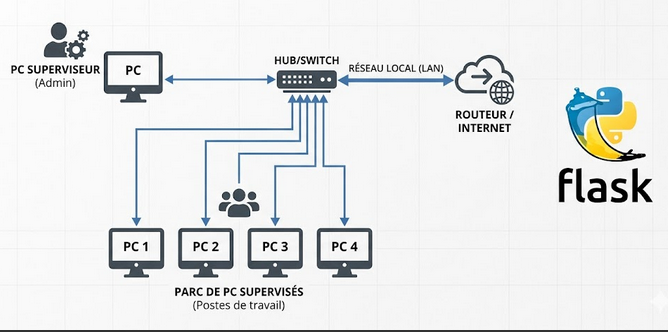 PC SUPERVISEUR
(Admin)
PC
HUB/SWITCH
RÉSEAU LOCAL (LAN)
ROUTEUR /
INTERNET
flask
PC 1
PC 2
PC 3
PC 4
PARC DE PC SUPERVISÉS
(Postes de travail)